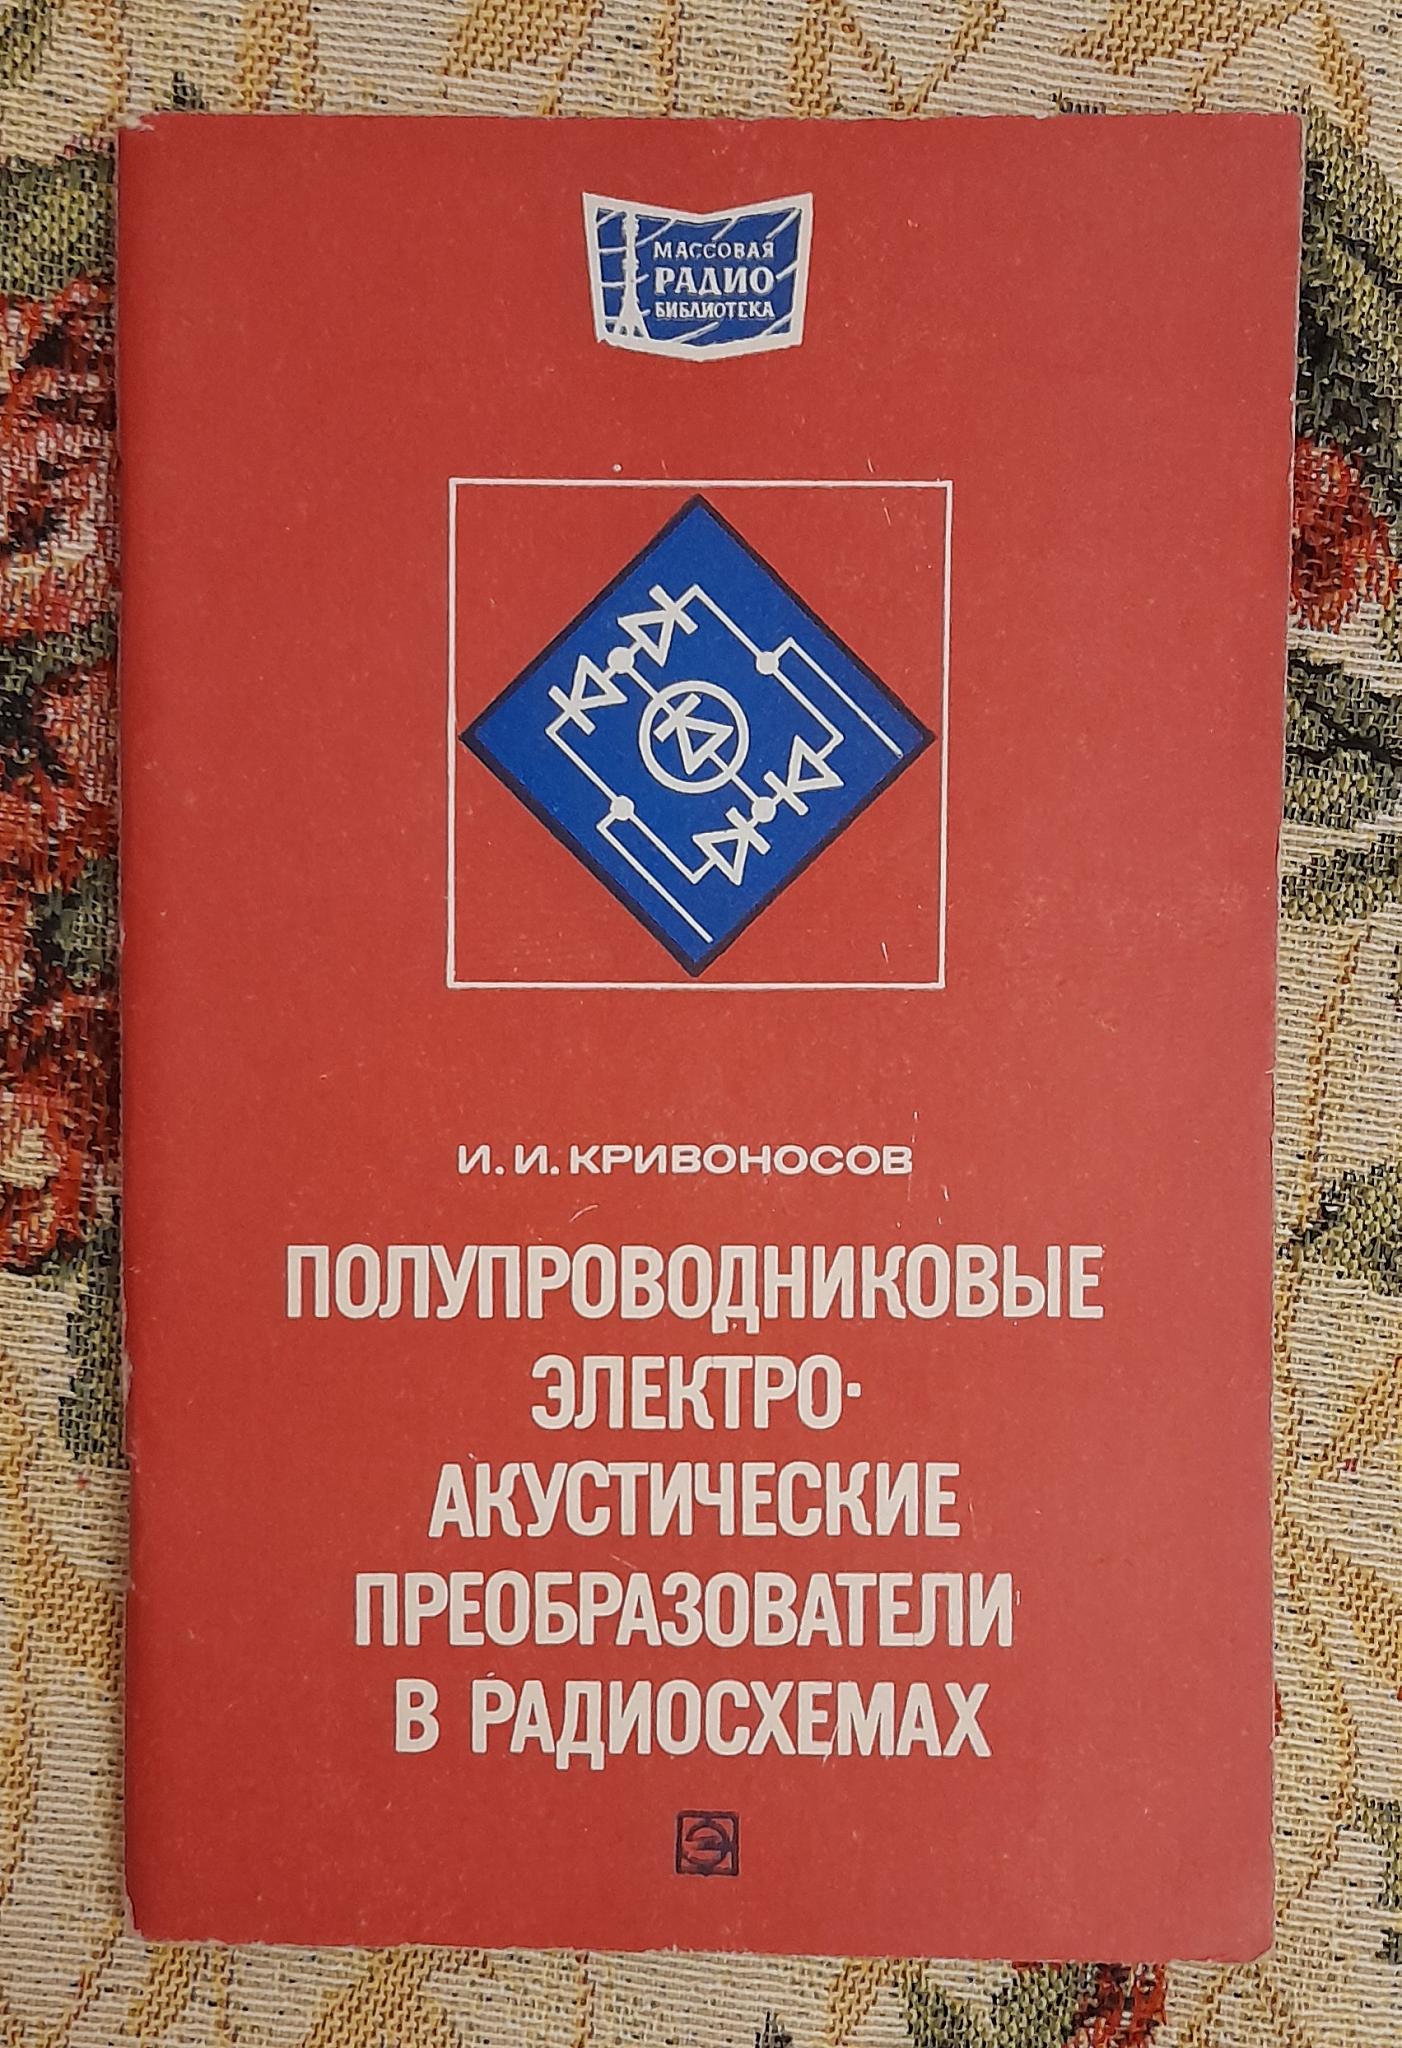 МАССОВАЯ
РАДИО
БИБЛИОТЕКА
И. И. КРИВОНОСОВ
ПОЛУПРОВОДНИКОВЫЕ
ЭЛЕКТРО-
АКУСТИЧЕСКИЕ
ПРЕОБРАЗОВАТЕЛИ
В РАДИОСХЕМАХ
Э